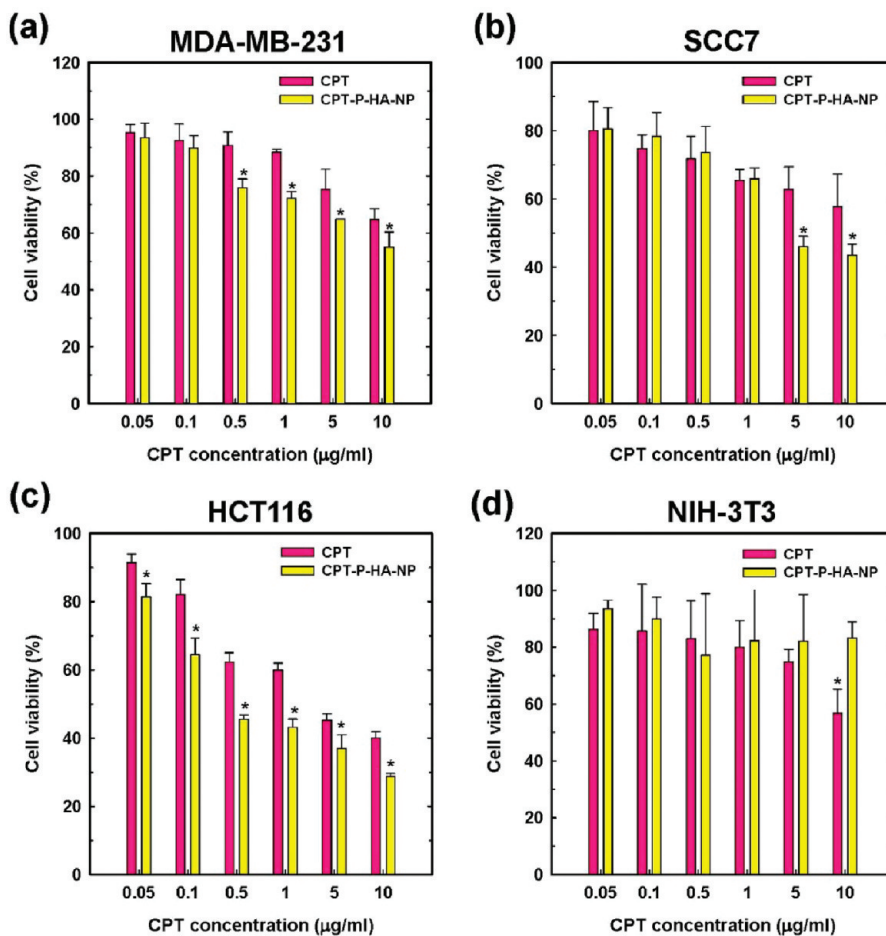 (a)
MDA-MB-231
120
100
80
60
40
20
0
Cell viability (%)
CPT
CPT-P-HA-NP
*
*
*
*
0.05 0.1 0.5 1 5 10
CPT concentration (µg/ml)
(b)
SCC7
100
80
60
40
20
0
Cell viability (%)
CPT
CPT-P-HA-NP
*
*
0.05 0.1 0.5 1 5 10
CPT concentration (µg/ml)
(c)
HCT116
100
80
60
40
20
0
Cell viability (%)
CPT
CPT-P-HA-NP
*
*
*
*
*
*
0.05 0.1 0.5 1 5 10
CPT concentration (µg/ml)
(d)
NIH-3T3
120
100
80
60
40
20
0
Cell viability (%)
CPT
CPT-P-HA-NP
*
0.05 0.1 0.5 1 5 10
CPT concentration (µg/ml)